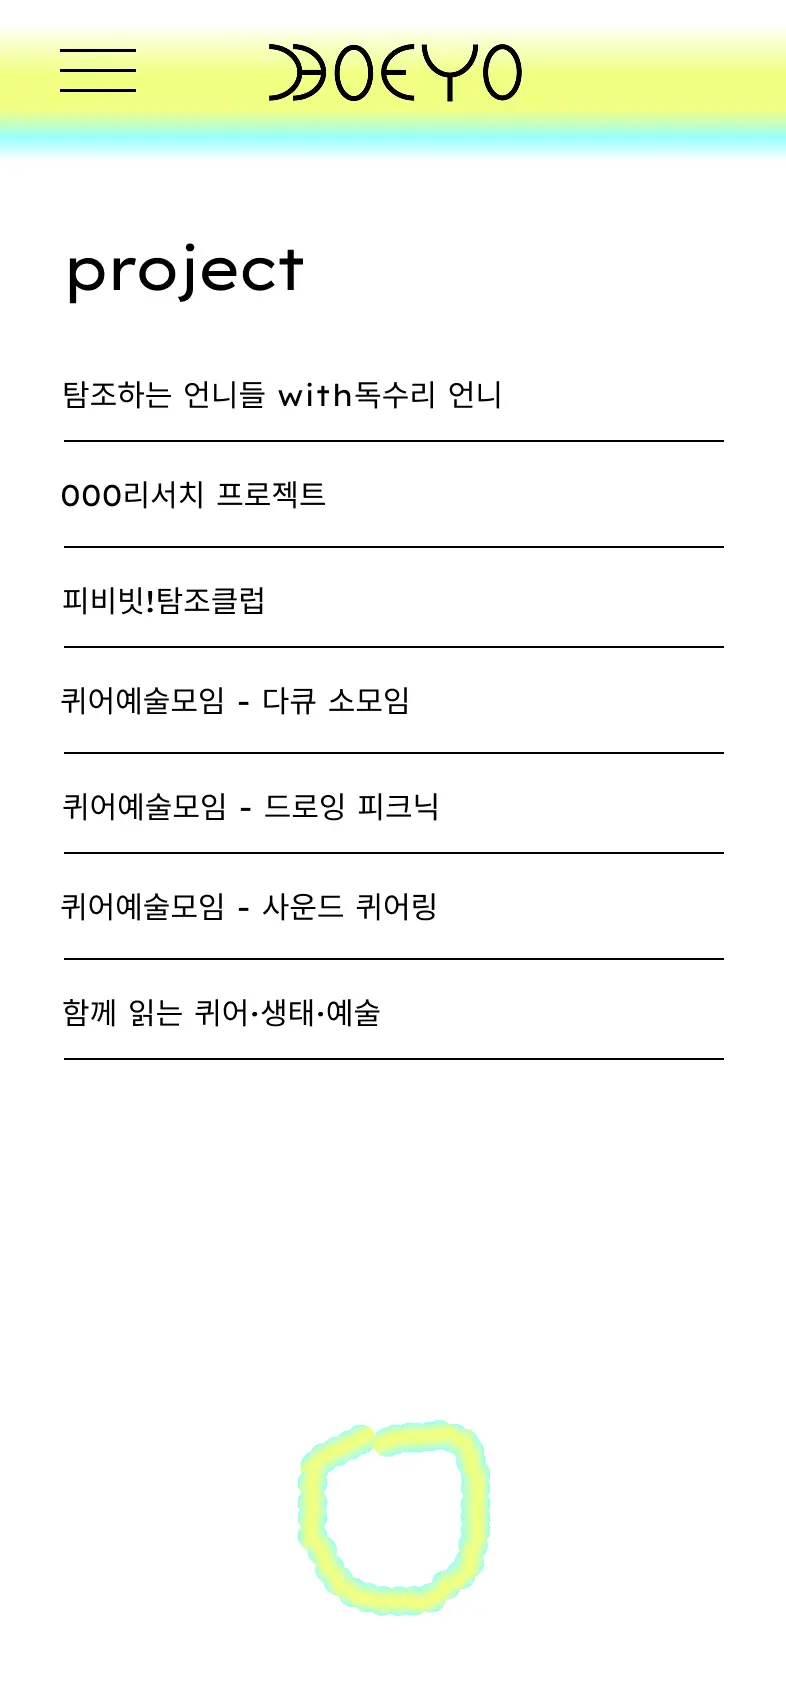 project
탐조하는 언니들 with독수리 언니
000리서치 프로젝트
피비빗!탐조클럽
퀴어예술모임 - 다큐 소모임
퀴어예술모임 - 드로잉 피크닉
퀴어예술모임 - 사운드 퀴어링
함께 읽는 퀴어·생태·예술